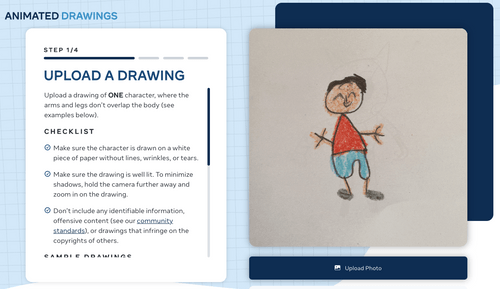 ANIMATED DRAWINGS
STEP 1/4
UPLOAD A DRAWING
Upload a drawing of ONE character, where the
arms and legs don't overlap the body (see
examples below).
CHECKLIST
Make sure the character is drawn on a white
piece of paper without lines, wrinkles, or tears.
Make sure the drawing is well lit. To minimize
shadows, hold the camera further away and
zoom in on the drawing.
Don't include any identifiable information,
offensive content (see our community
standards), or drawings that infringe on the
copyrights of others.
SAMPLE DRAWINGS
Upload Photo